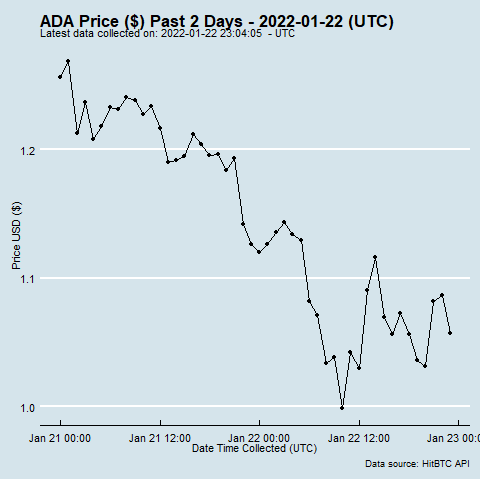 ADA Price ($) Past 2 Days - 2022-01-22 (UTC)
Latest data collected on: 2022-01-22 23:04:05 - UTC
1.2
1.1
1.0
Price USD ($)
Jan 21 00:00 Jan 21 12:00 Jan 22 00:00 Jan 22 12:00 Jan 23 00:00
Date Time Collected (UTC)
Data source: HitBTC API